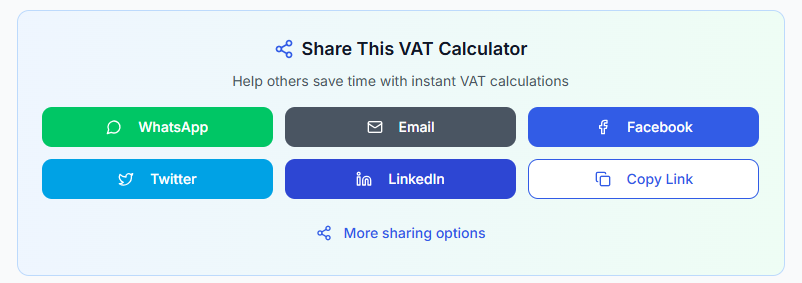 Share This VAT Calculator
Help others save time with instant VAT calculations
WhatsApp
Email
Facebook
Twitter
LinkedIn
Copy Link
More sharing options